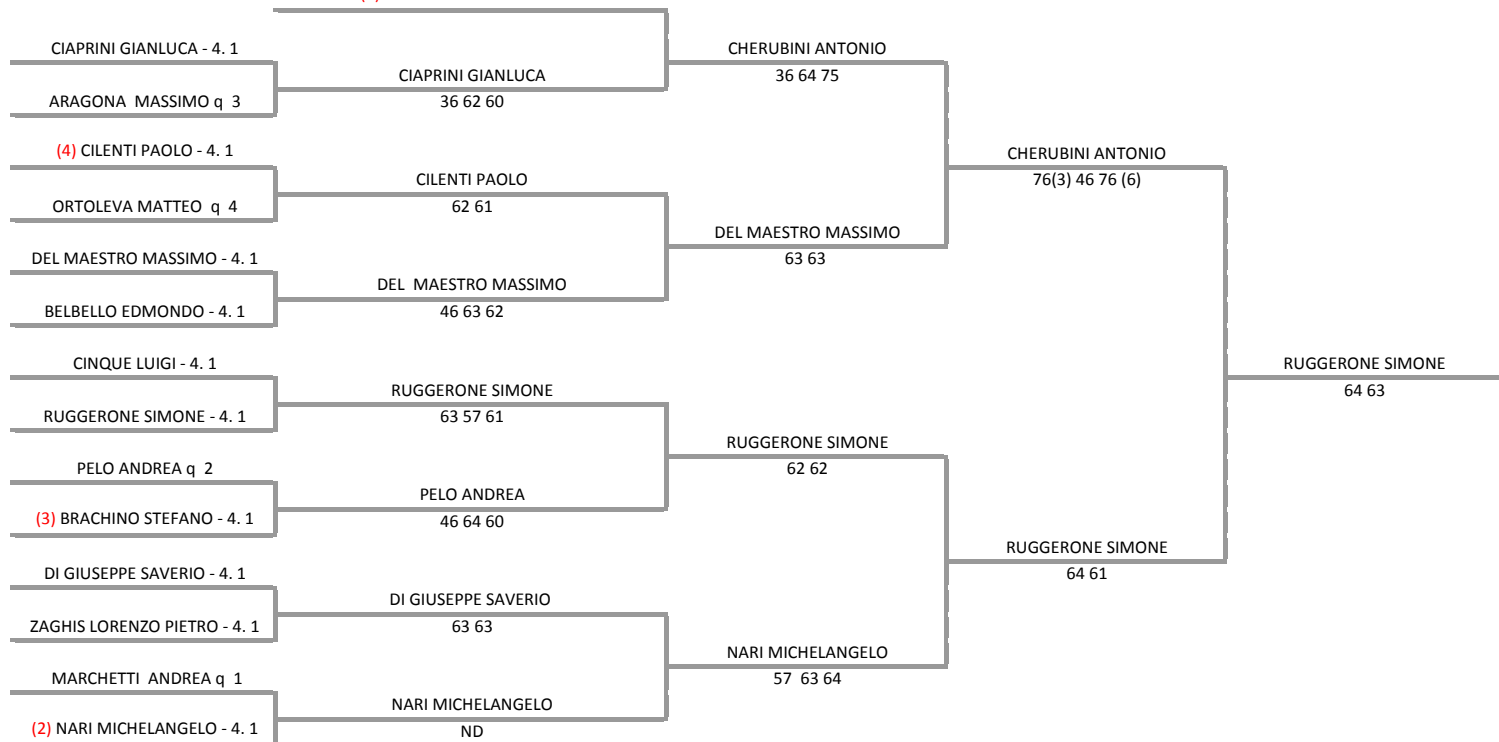 CIAPRINI GIANLUCA - 4. 1
ARAGONA  MASSIMO q  3
(4) CILENTI PAOLO - 4. 1
ORTOLEVA MATTEO  q  4
DEL MAESTRO MASSIMO - 4. 1
BELBELLO EDMONDO - 4. 1
CINQUE LUIGI - 4. 1
RUGGERONE SIMONE - 4. 1
PELO ANDREA q  2
(3) BRACHINO STEFANO - 4. 1
DI GIUSEPPE SAVERIO - 4. 1
ZAGHIS LORENZO PIETRO - 4. 1
MARCHETTI  ANDREA q  1
(2) NARI MICHELANGELO - 4. 1
CIAPRINI GIANLUCA
36 62 60
CILENTI PAOLO
62 61
DEL  MAESTRO MASSIMO
46 63 62
RUGGERONE SIMONE
63 57 61
PELO ANDREA
46 64 60
DI GIUSEPPE SAVERIO
63 63
NARI MICHELANGELO
ND
CHERUBINI ANTONIO
36 64 75
DEL MAESTRO MASSIMO
63 63
RUGGERONE SIMONE
62 62
NARI MICHELANGELO
57  63 64
CHERUBINI ANTONIO
76(3) 46 76 (6)
RUGGERONE SIMONE
64 61
RUGGERONE SIMONE
64 63